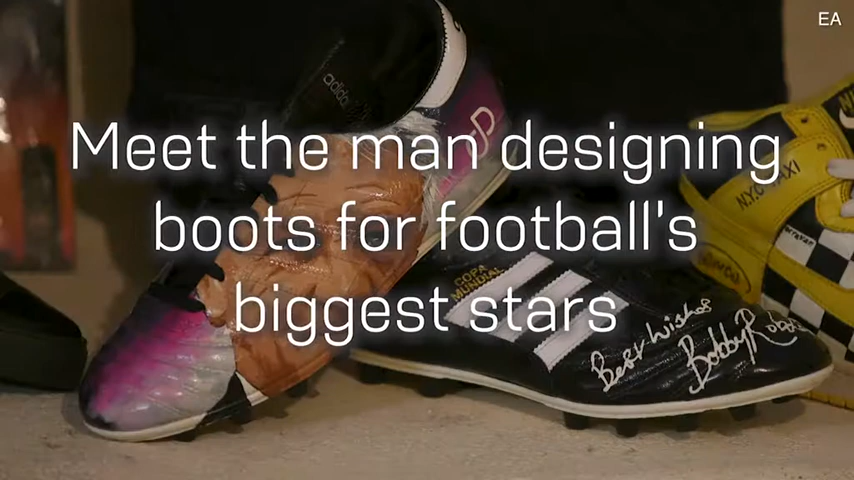 EA
Meet the man designing
boots for football's
biggest stars
adidas
COPA
MUNDIAL
Best wishes
Bobby Robson
N.Y.C TAXI